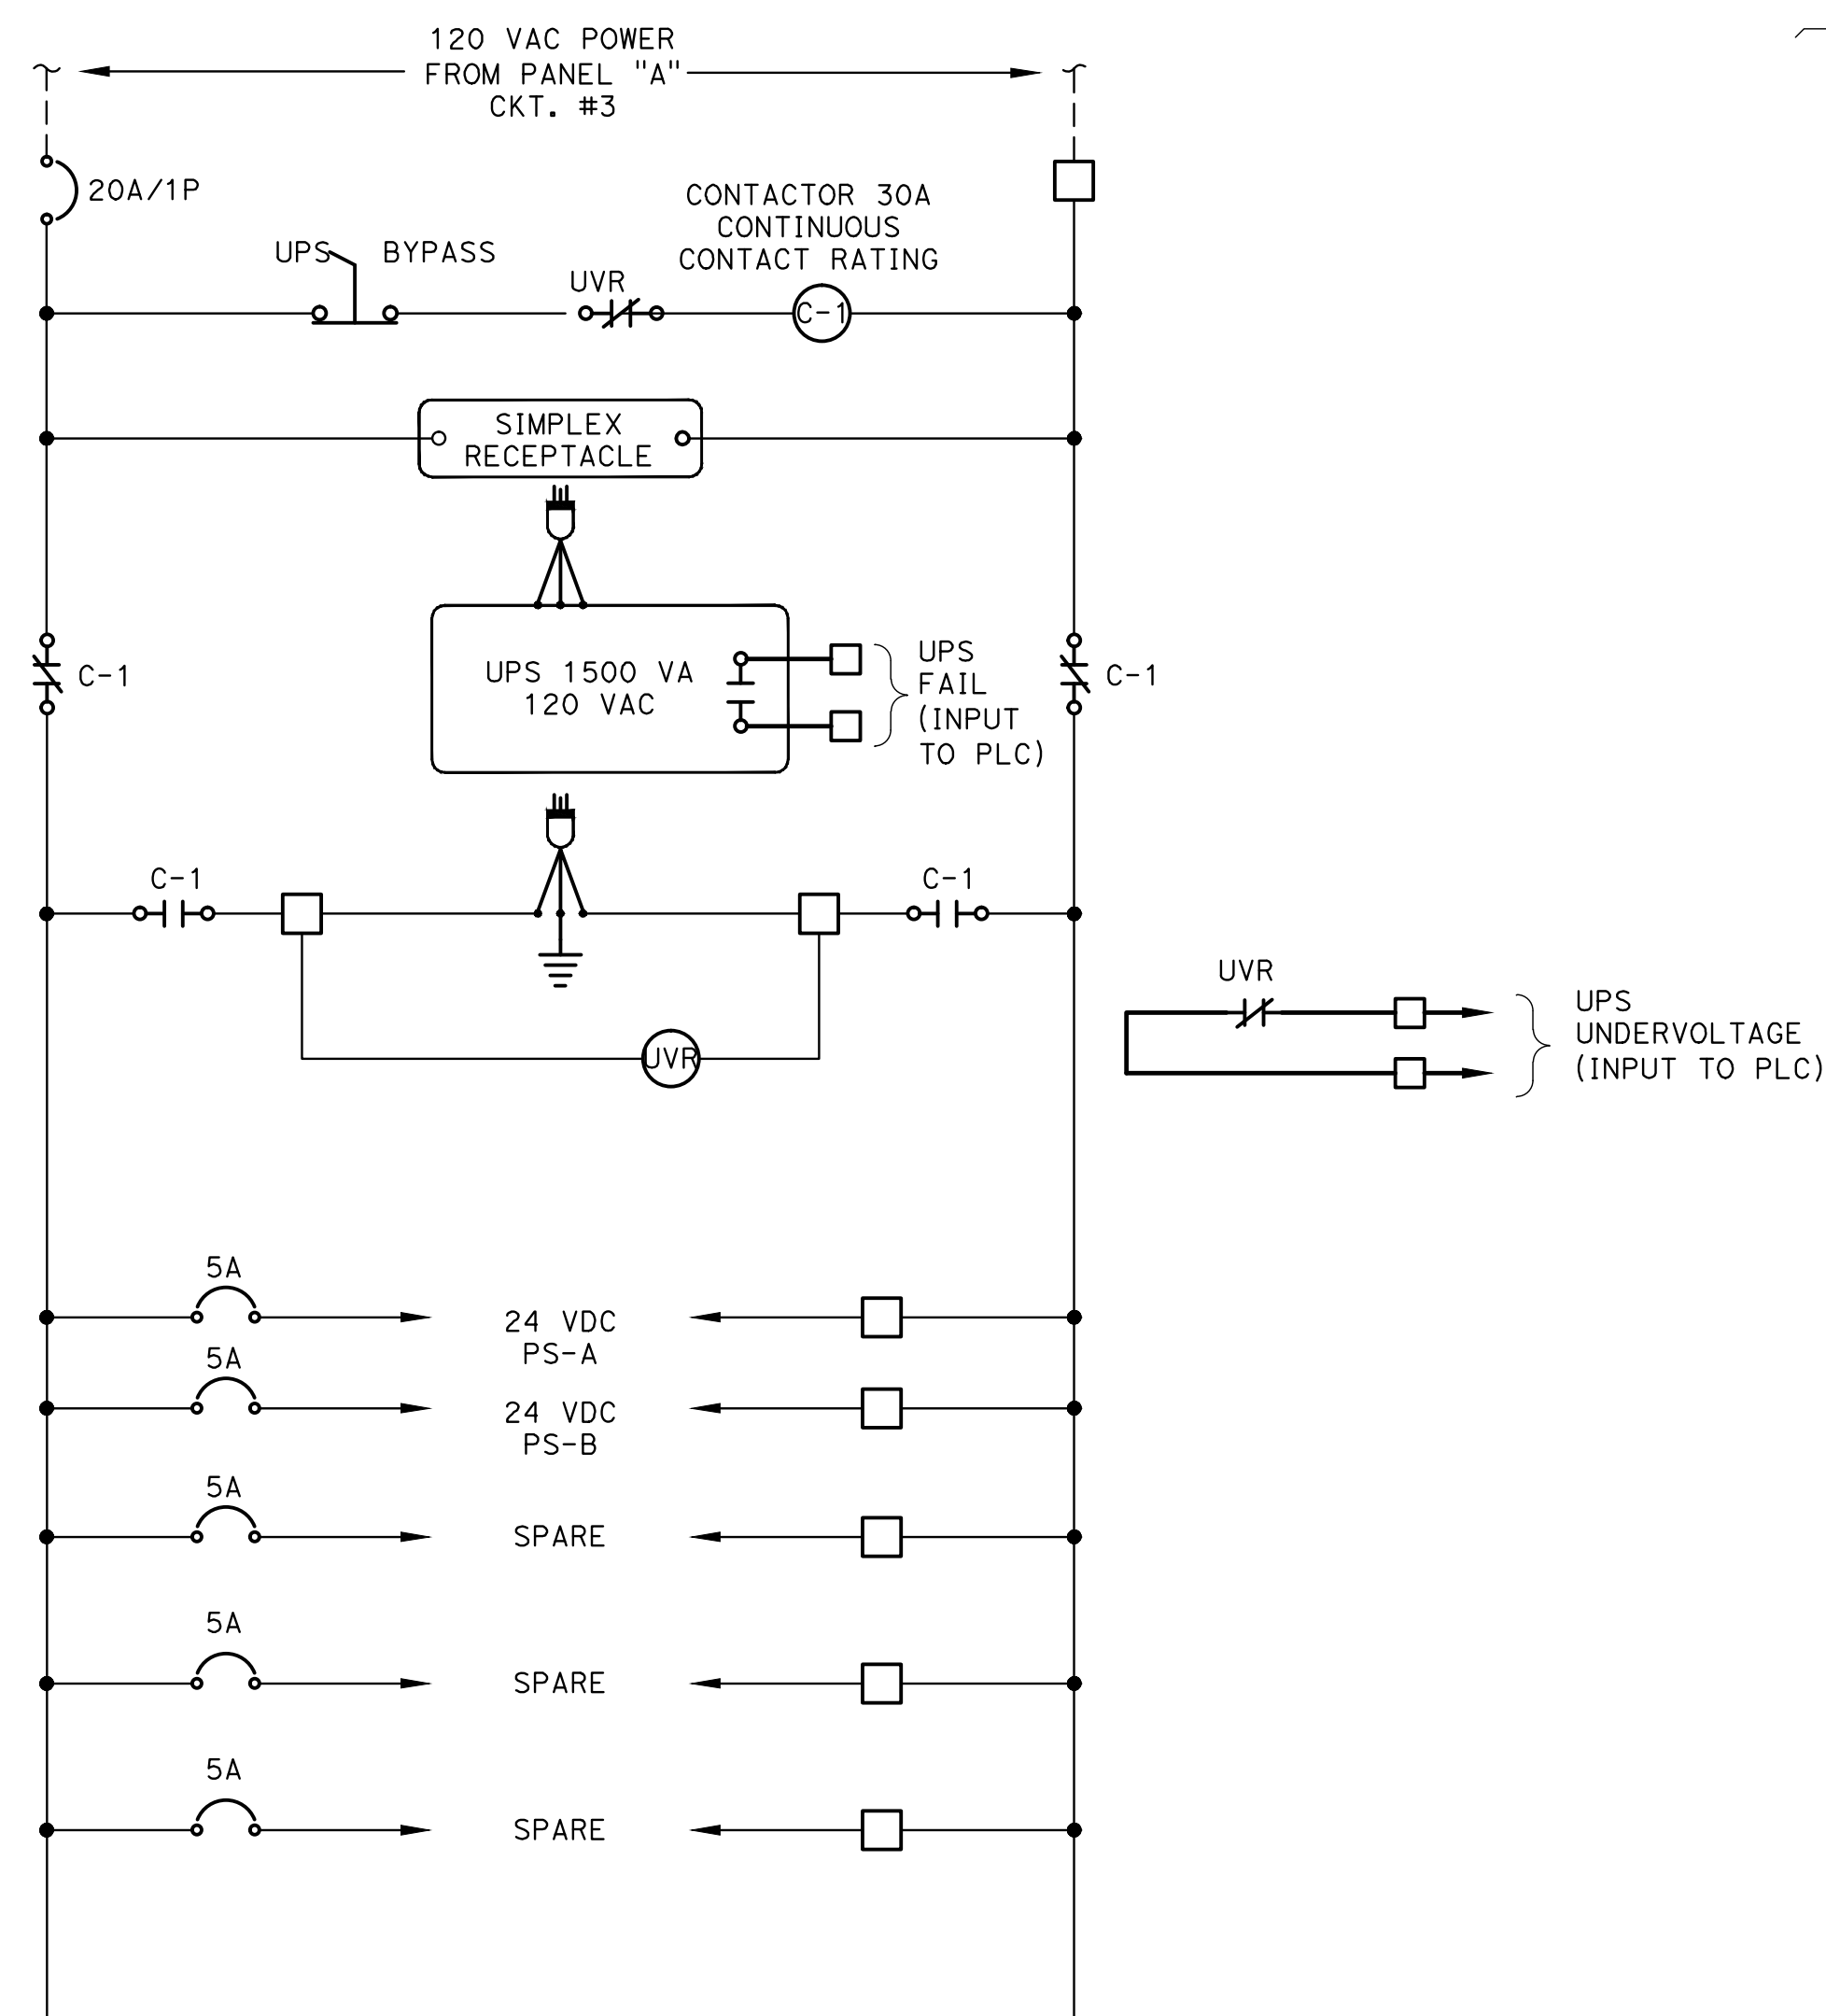 120 VAC POWER
FROM PANEL "A"
CKT. #3
20A/1P
CONTACTOR 30A
CONTINUOUS
CONTACT RATING
UPS BYPASS
UVR
C-1
SIMPLEX
RECEPTACLE
UPS 1500 VA
120 VAC
UPS
FAIL
(INPUT
TO PLC)
C-1
C-1
C-1
C-1
UVR
UPS
UNDERVOLTAGE
(INPUT TO PLC)
UVR
5A
24 VDC
PS-A
5A
24 VDC
PS-B
5A
SPARE
5A
SPARE
5A
SPARE